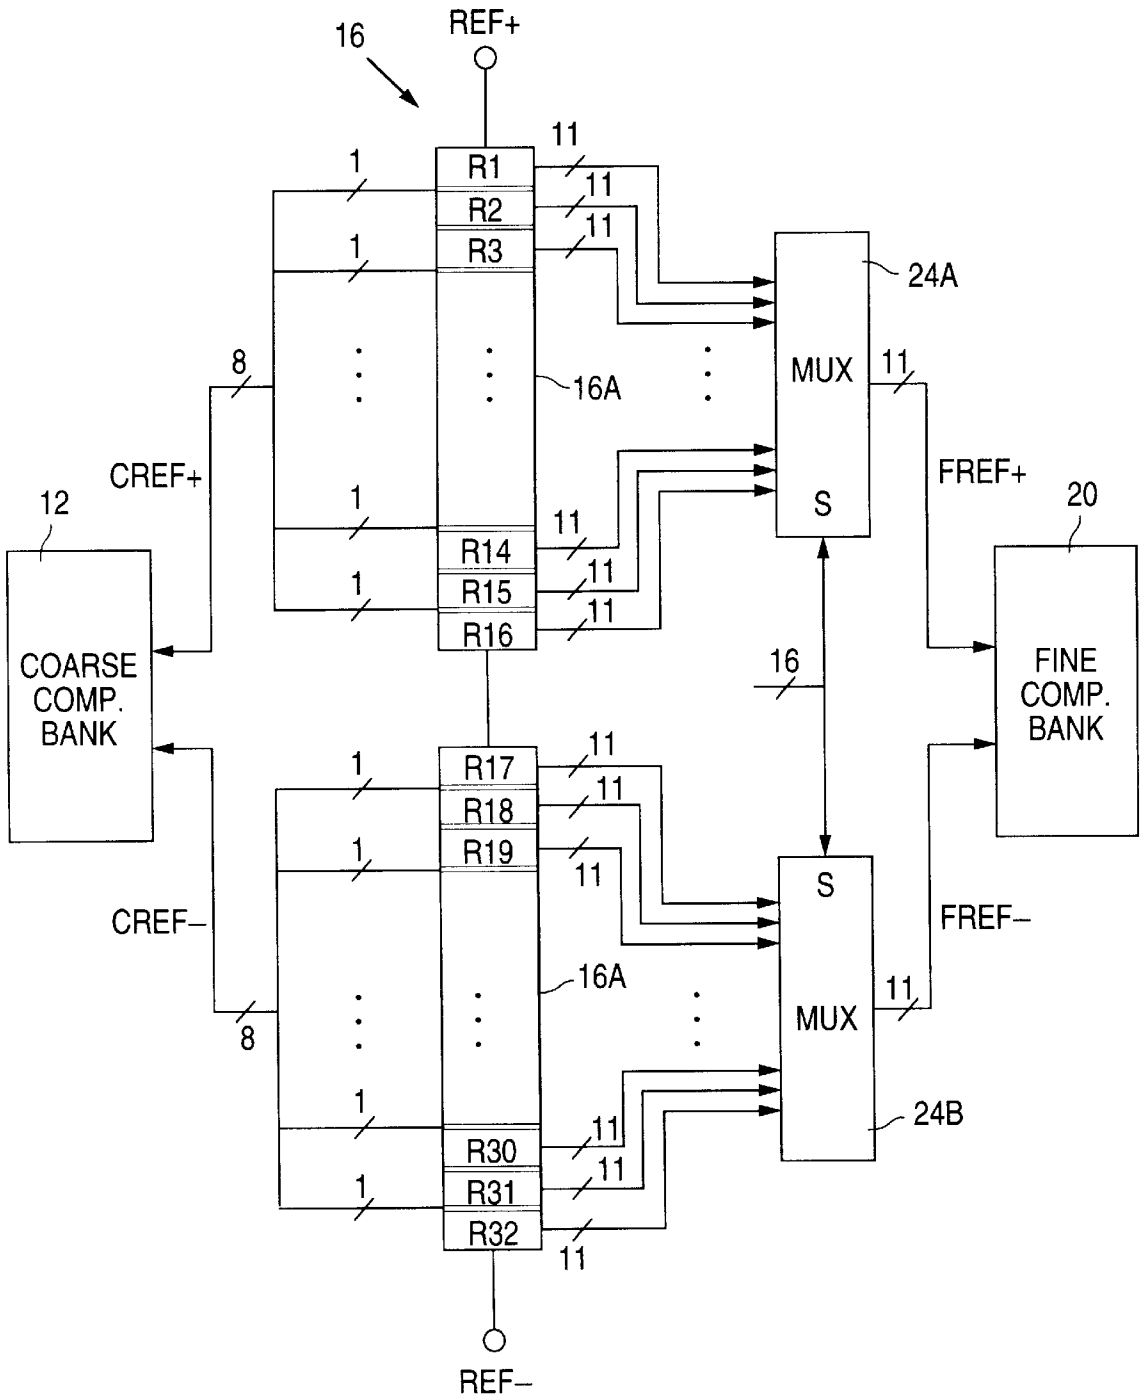 REF+
16
11
1
R1
11
R2
11
1
R3
24A
8
16A
MUX
11
CREF+
FREF+
12
1
S
20
11
R14
11
1
R15
11
R16
COARSE
COMP.
BANK
16
FINE
COMP.
BANK
11
1
R17
11
R18
1
R19
11
S
CREF−
FREF−
16A
11
8
MUX
1
11
24B
R30
11
1
R31
R32
11
REF−